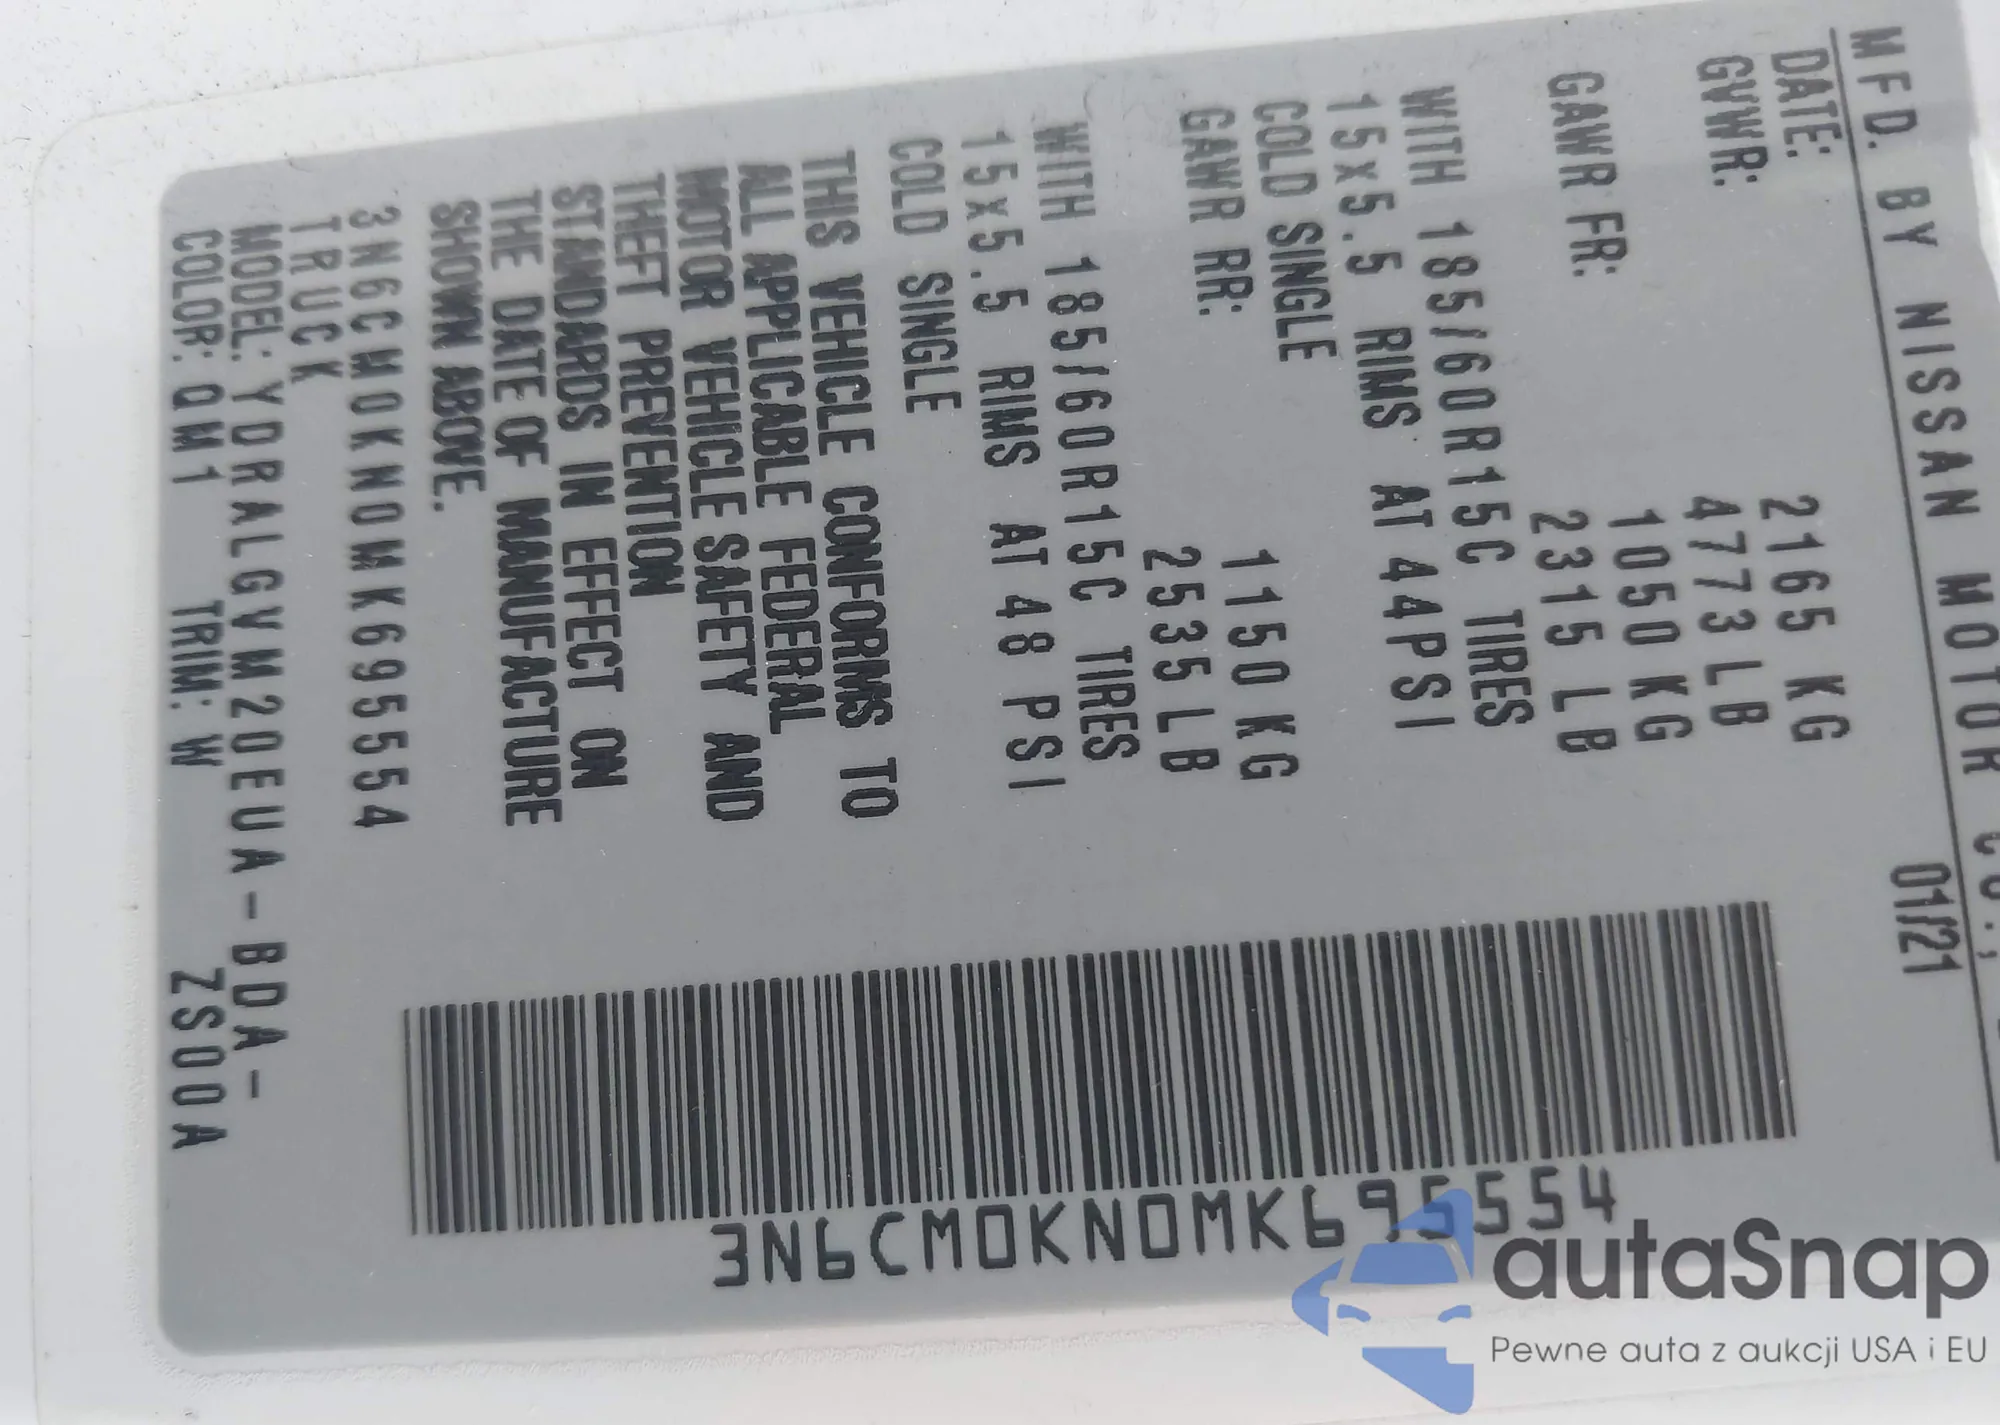 MFD. BY NISSAN MOTOR CO.,
DATE: 01/21
GVWR: 2165 KG
4773 LB
GAWR FR: 1050 KG
2315 LB
WITH 185/60R15C TIRES
15x5.5 RIMS AT 44PSI
COLD SINGLE
GAWR RR: 1150 KG
2535 LB
WITH 185/60R15C TIRES
15x5.5 RIMS AT 48 PSI
COLD SINGLE
THIS VEHICLE CONFORMS TO
ALL APPLICABLE FEDERAL
MOTOR VEHICLE SAFETY AND
THEFT PREVENTION
STANDARDS IN EFFECT ON
THE DATE OF MANUFACTURE
SHOWN ABOVE.
3N6CM0KN0MK695554
TRUCK
MODEL: YDRALGVM20EUA-BDA-
COLOR: QM1 TRIM: W ZS00A
3N6CM0KN0MK695554
autaSnap
Pewne auta z aukcji USA i EU